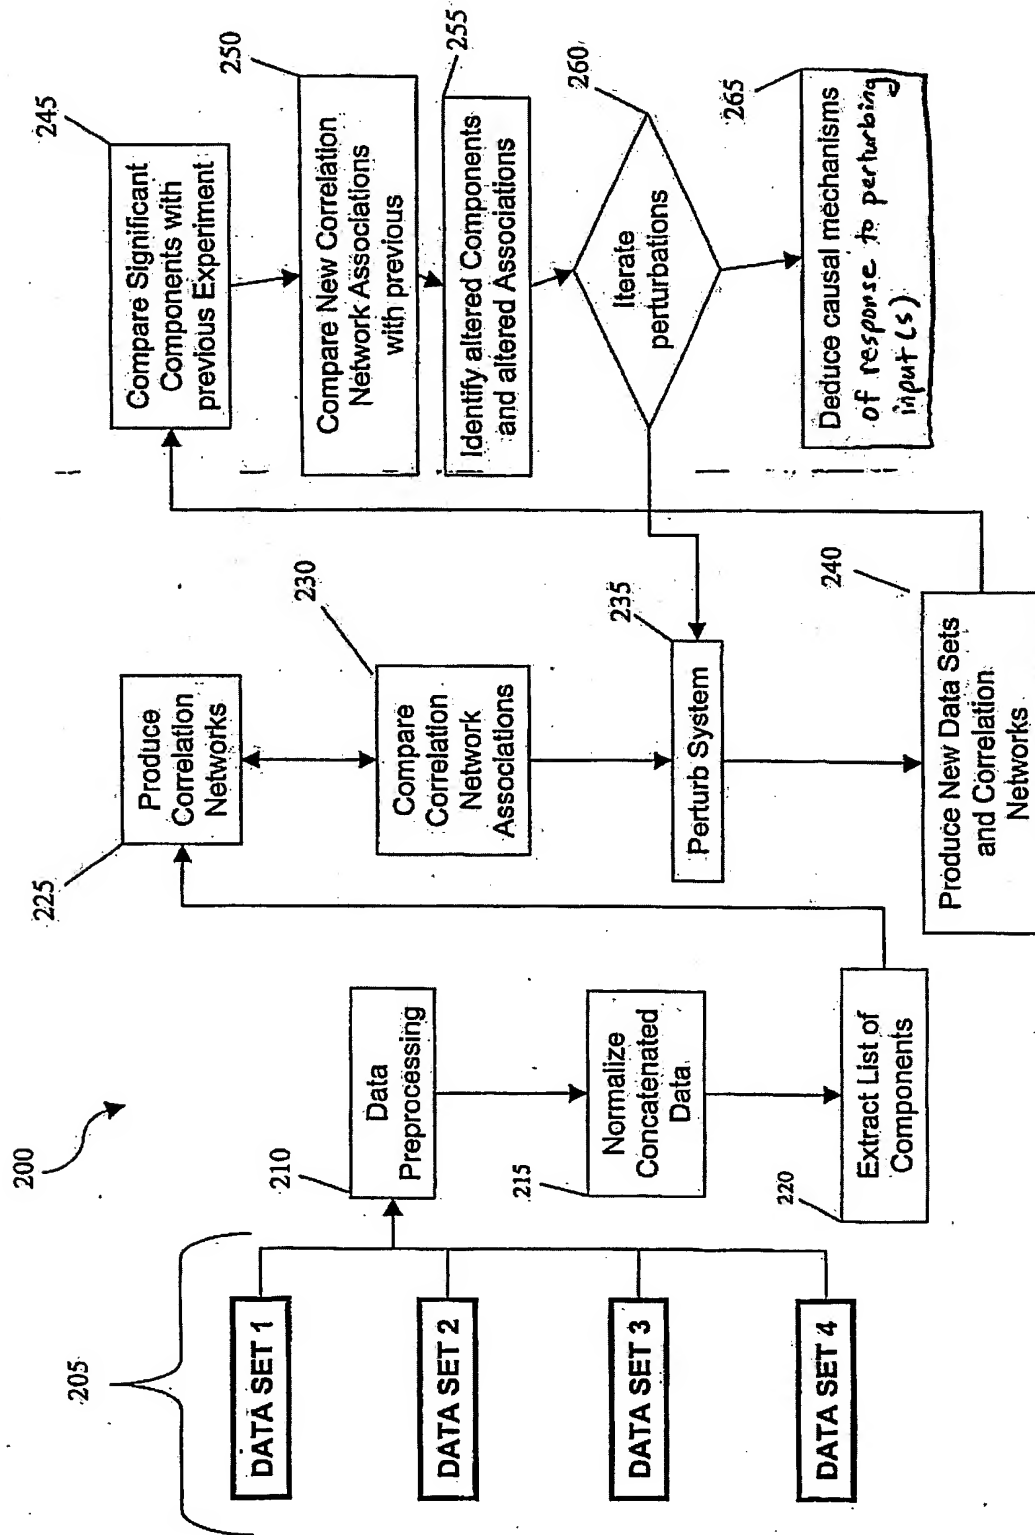 200
205
DATA SET 1
DATA SET 2
DATA SET 3
DATA SET 4
210
Data
Preprocessing
215
Normalize
Concatenated
Data
220
Extract List of
Components
225
Produce
Correlation
Networks
230
Compare
Correlation
Network
Associations
235
Perturb System
240
Produce New Data Sets
and Correlation
Networks
245
Compare Significant
Components with
previous Experiment
250
Compare New Correlation
Network Associations
with previous
255
Identify altered Components
and altered Associations
260
Iterate
perturbations
265
Deduce causal mechanisms
of response to perturbing
input(s)